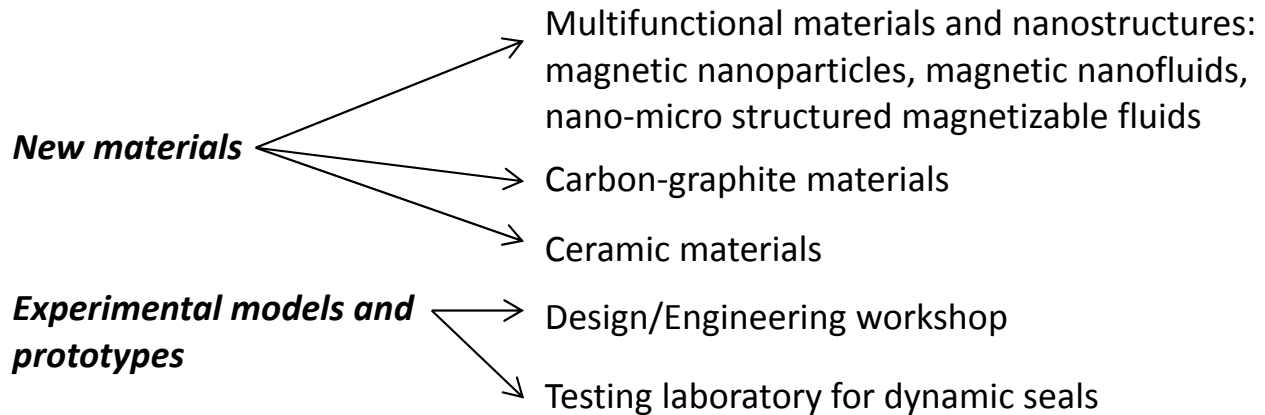 Multifunctional materials and nanostructures:
magnetic nanoparticles, magnetic nanofluids,
nano-micro structured magnetizable fluids
New materials
Carbon-graphite materials
Ceramic materials
Experimental models and
prototypes
Design/Engineering workshop
Testing laboratory for dynamic seals